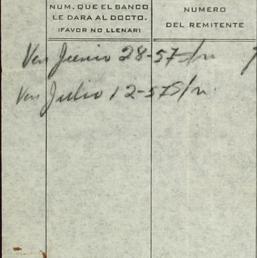 NUM. QUE EL BANCO
LE DARA AL DOCTO.
(FAVOR NO LLENAR)
NUMERO
DEL REMITENTE
Ven Junio 28-57 S/n
Ven Julio 12-57 S/n.